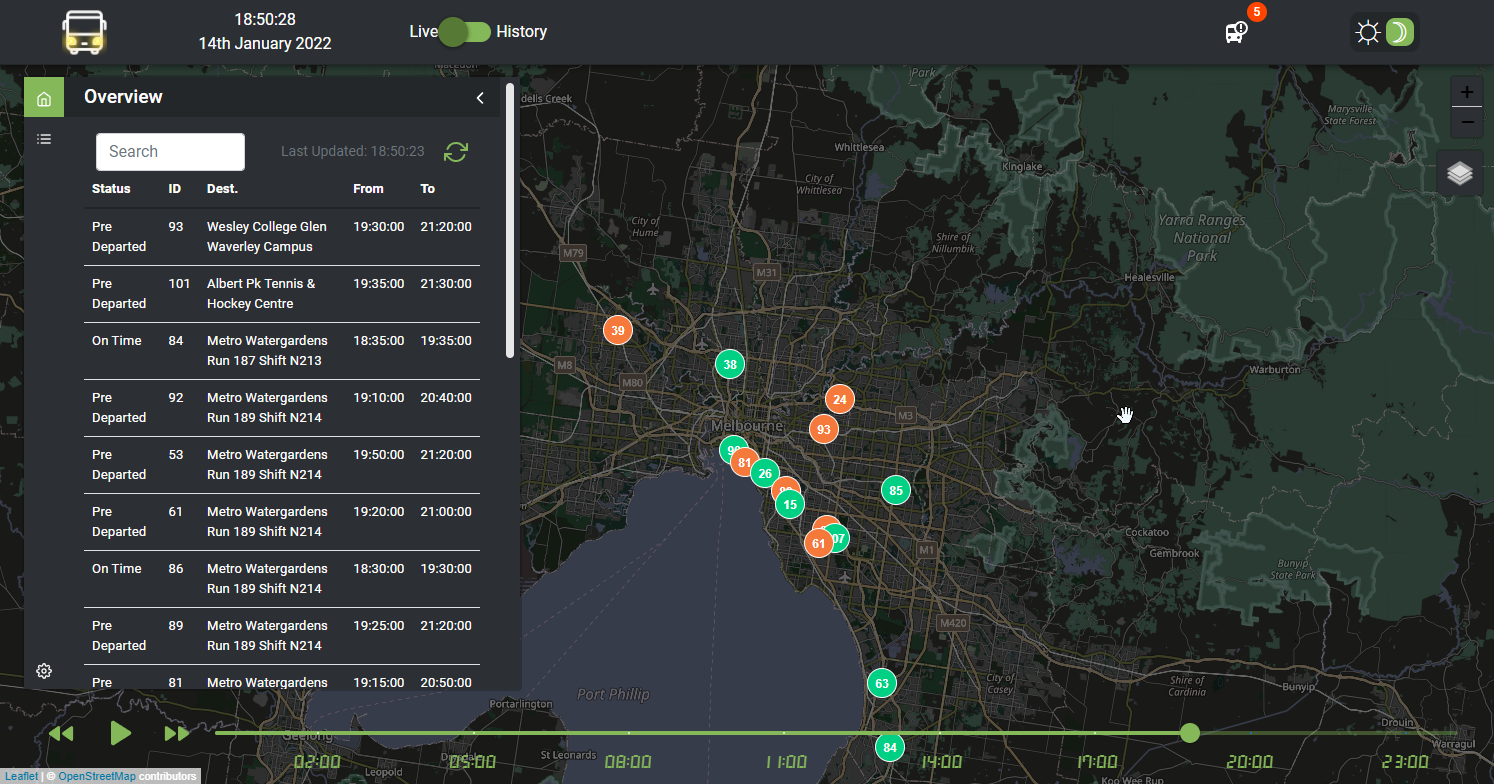 18:50:28
14th January 2022
Live
History
5
Overview
Search
Last Updated: 18:50:23
Status ID Dest. From To
Pre Departed 93 Wesley College Glen Waverley Campus 19:30:00 21:20:00
Pre Departed 101 Albert Pk Tennis & Hockey Centre 19:35:00 21:30:00
On Time 84 Metro Watergardens Run 187 Shift N213 18:35:00 19:35:00
Pre Departed 92 Metro Watergardens Run 189 Shift N214 19:10:00 20:40:00
Pre Departed 53 Metro Watergardens Run 189 Shift N214 19:50:00 21:20:00
Pre Departed 61 Metro Watergardens Run 189 Shift N214 19:20:00 21:00:00
On Time 86 Metro Watergardens Run 189 Shift N214 18:30:00 19:30:00
Pre Departed 89 Metro Watergardens Run 189 Shift N214 19:25:00 21:20:00
Pre 81 Metro Watergardens 19:15:00 20:50:00
+
−
dells Creek
Park
Marysville
State Forest
Whittlesea
Kinglake
City of
Whittlesea
City of
Hume
Shire of
Nillumbik
Yarra Ranges
National
Park
Healesville
M79
M31
39
38
M8
M80
24
M3
93
Warburton
Melbourne
81
26
15
85
61
07
M1
Cockatoo
Gembrook
Bunyip
State Park
M420
63
City of
Casey
Shire of
Cardinia
Bunyip
Port Phillip
Portarlington
Drouin
Warragul
Geelong
St Leonards
Leopold
84
Koo Wee Rup
02:00
05:00
08:00
11:00
14:00
17:00
20:00
23:00
Leaflet | © OpenStreetMap contributors